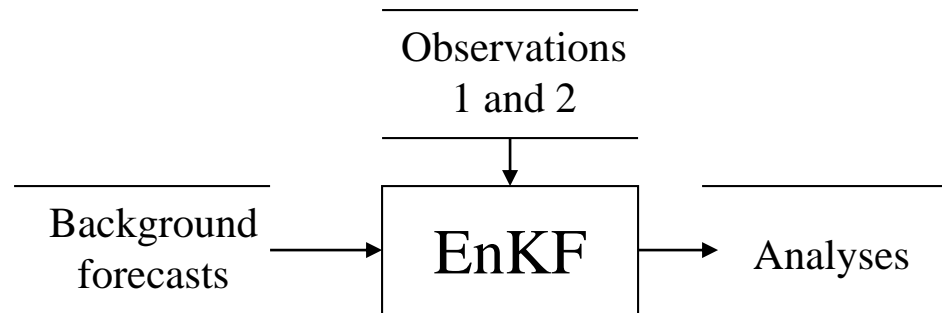 Observations
1 and 2
Background
forecasts
EnKF
Analyses